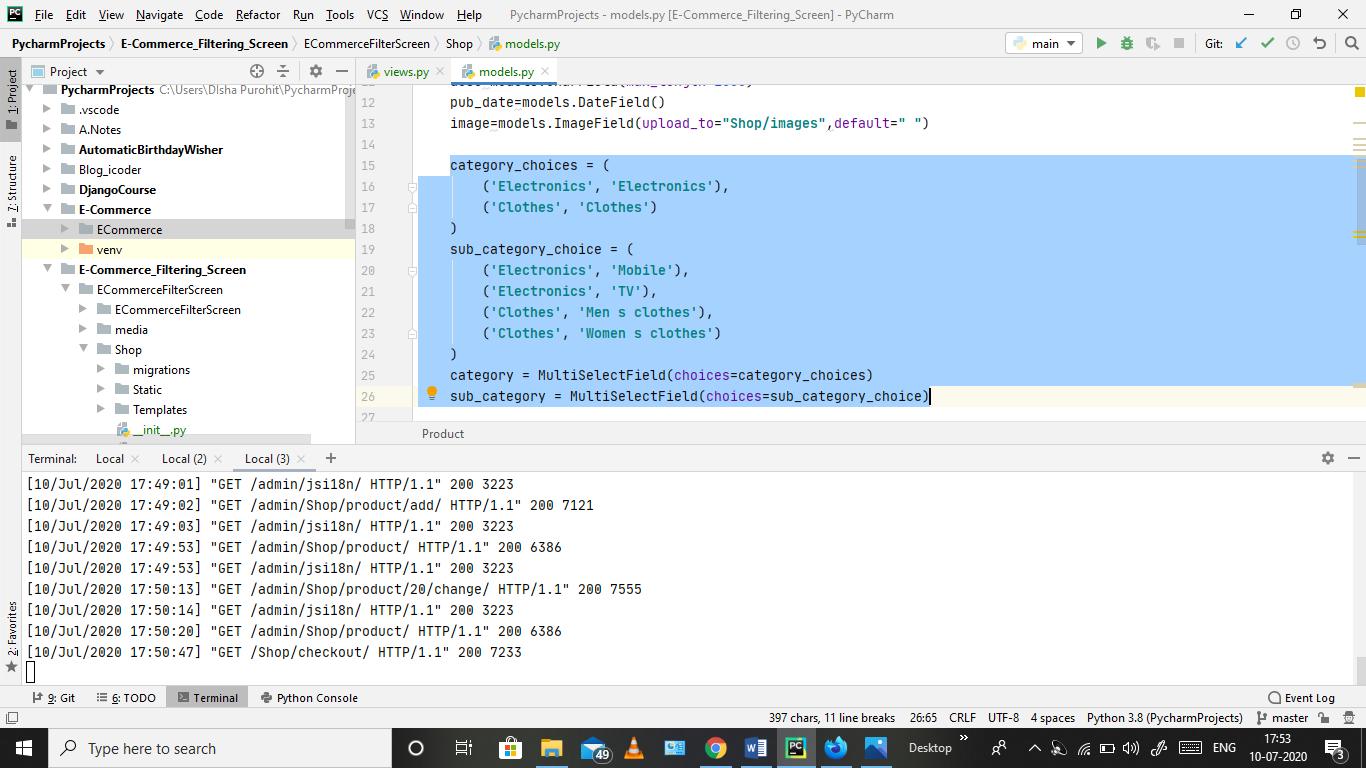 File Edit View Navigate Code Refactor Run Tools VCS Window Help PycharmProjects - models.py [E-Commerce_Filtering_Screen] - PyCharm
PycharmProjects E-Commerce_Filtering_Screen ECommerceFilterScreen Shop models.py main Git:
1: Project
7: Structure
2: Favorites
Project
PycharmProjects C:\Users\DIsha Purohit\PycharmProje
.vscode
A.Notes
AutomaticBirthdayWisher
Blog_icoder
DjangoCourse
E-Commerce
ECommerce
venv
E-Commerce_Filtering_Screen
ECommerceFilterScreen
ECommerceFilterScreen
media
Shop
migrations
Static
Templates
__init__.py
views.py models.py
12 pub_date=models.DateField()
13 image=models.ImageField(upload_to="Shop/images",default=" ")
14
15 category_choices = (
16 ('Electronics', 'Electronics'),
17 ('Clothes', 'Clothes')
18 )
19 sub_category_choice = (
20 ('Electronics', 'Mobile'),
21 ('Electronics', 'TV'),
22 ('Clothes', 'Men s clothes'),
23 ('Clothes', 'Women s clothes')
24 )
25 category = MultiSelectField(choices=category_choices)
26 sub_category = MultiSelectField(choices=sub_category_choice)
27
Product
Terminal: Local Local (2) Local (3) +
[10/Jul/2020 17:49:01] "GET /admin/jsi18n/ HTTP/1.1" 200 3223
[10/Jul/2020 17:49:02] "GET /admin/Shop/product/add/ HTTP/1.1" 200 7121
[10/Jul/2020 17:49:03] "GET /admin/jsi18n/ HTTP/1.1" 200 3223
[10/Jul/2020 17:49:53] "GET /admin/Shop/product/ HTTP/1.1" 200 6386
[10/Jul/2020 17:49:53] "GET /admin/jsi18n/ HTTP/1.1" 200 3223
[10/Jul/2020 17:50:13] "GET /admin/Shop/product/20/change/ HTTP/1.1" 200 7555
[10/Jul/2020 17:50:14] "GET /admin/jsi18n/ HTTP/1.1" 200 3223
[10/Jul/2020 17:50:20] "GET /admin/Shop/product/ HTTP/1.1" 200 6386
[10/Jul/2020 17:50:47] "GET /Shop/checkout/ HTTP/1.1" 200 7233
9: Git 6: TODO Terminal Python Console Event Log
397 chars, 11 line breaks 26:65 CRLF UTF-8 4 spaces Python 3.8 (PycharmProjects) master
Type here to search 49 Desktop ENG 17:53
10-07-2020 3